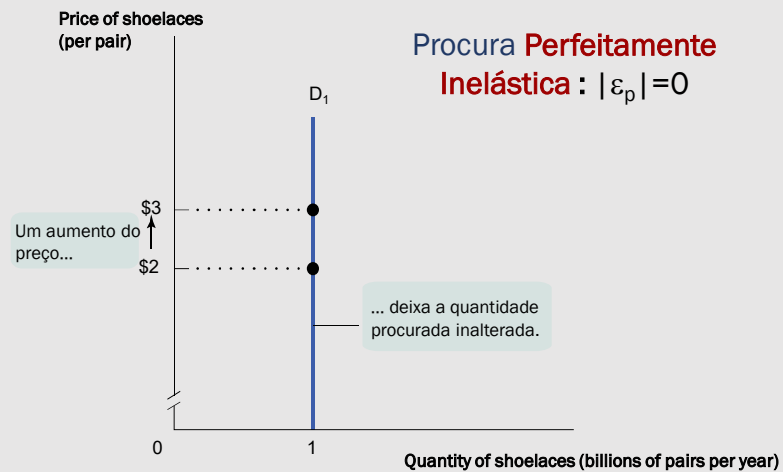 Price of shoelaces
(per pair)
Procura Perfeitamente
Inelástica : |εp|=0
D1
$3
Um aumento do
preço...
$2
... deixa a quantidade
procurada inalterada.
0
1
Quantity of shoelaces (billions of pairs per year)